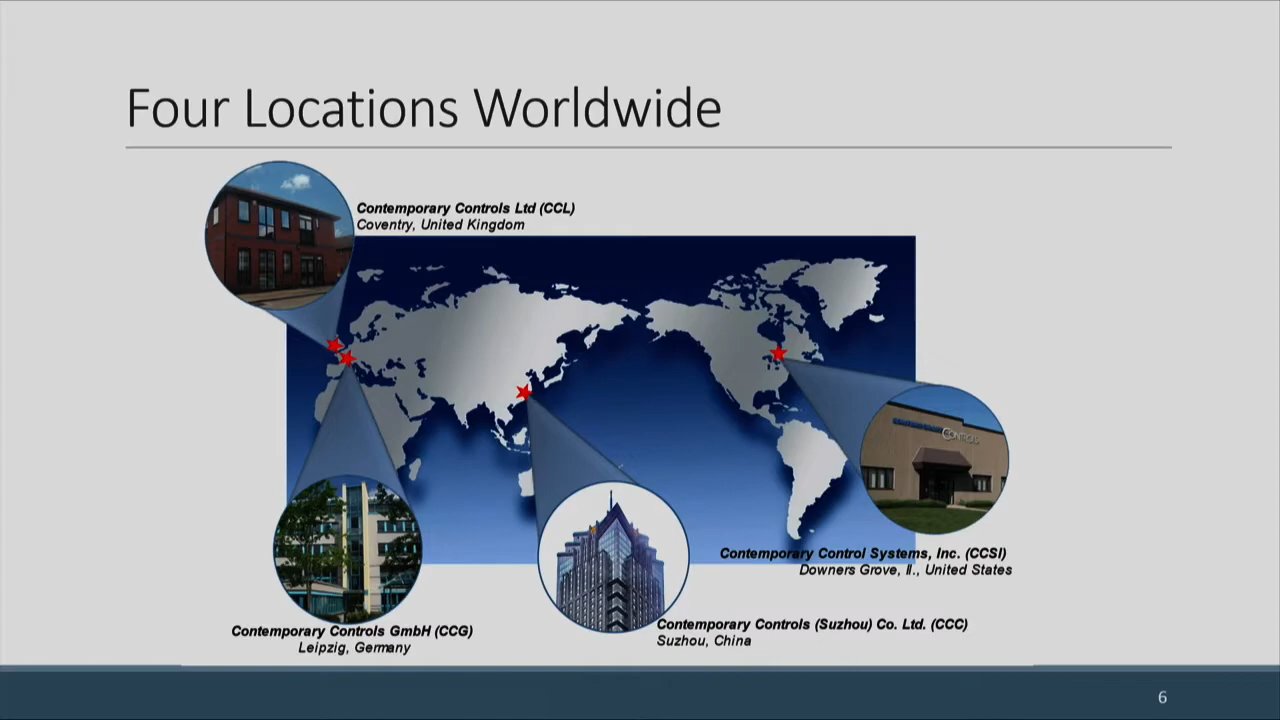 Four Locations Worldwide
Contemporary Controls Ltd (CCL)
Coventry, United Kingdom
CONTROLS
Contemporary Control Systems, Inc. (CCSI)
Downers Grove, Il., United States
Contemporary Controls GmbH (CCG)
Leipzig, Germany
Contemporary Controls (Suzhou) Co. Ltd. (CCC)
Suzhou, China
6